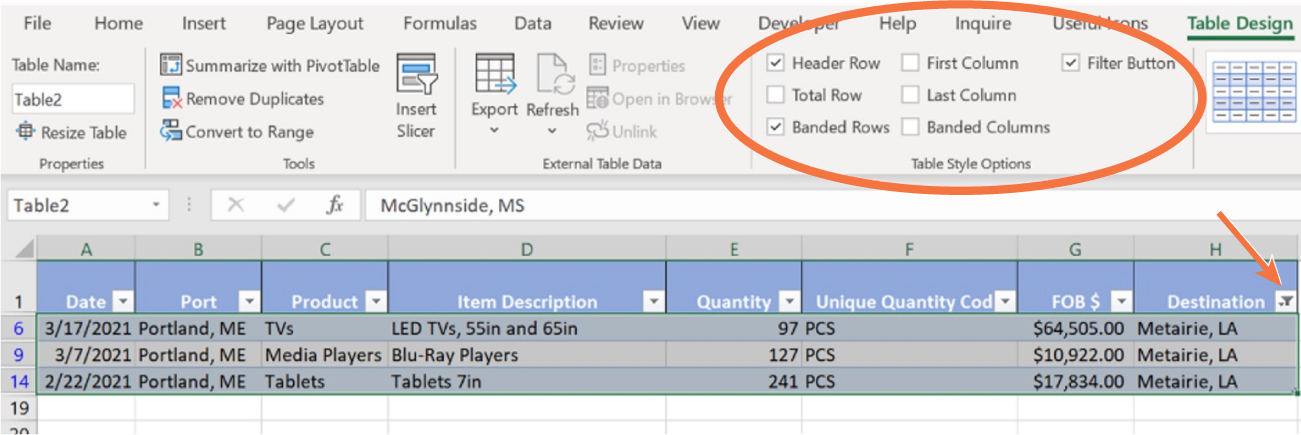 File Home Insert Page Layout Formulas Data Review View Developer Help Inquire Useful Icons Table Design
Table Name:
Table2
Resize Table
Properties
Summarize with PivotTable
Remove Duplicates
Convert to Range
Tools
Insert
Slicer
Export
Refresh
Properties
Open in Browser
Unlink
External Table Data
Header Row First Column Filter Button
Total Row Last Column
Banded Rows Banded Columns
Table Style Options
Table2 fx McGlynnside, MS
A B C D E F G H
1 Date Port Product Item Description Quantity Unique Quantity Cod FOB $ Destination
6 3/17/2021 Portland, ME TVs LED TVs, 55in and 65in 97 PCS $64,505.00 Metairie, LA
9 3/7/2021 Portland, ME Media Players Blu-Ray Players 127 PCS $10,922.00 Metairie, LA
14 2/22/2021 Portland, ME Tablets Tablets 7in 241 PCS $17,834.00 Metairie, LA
19
20